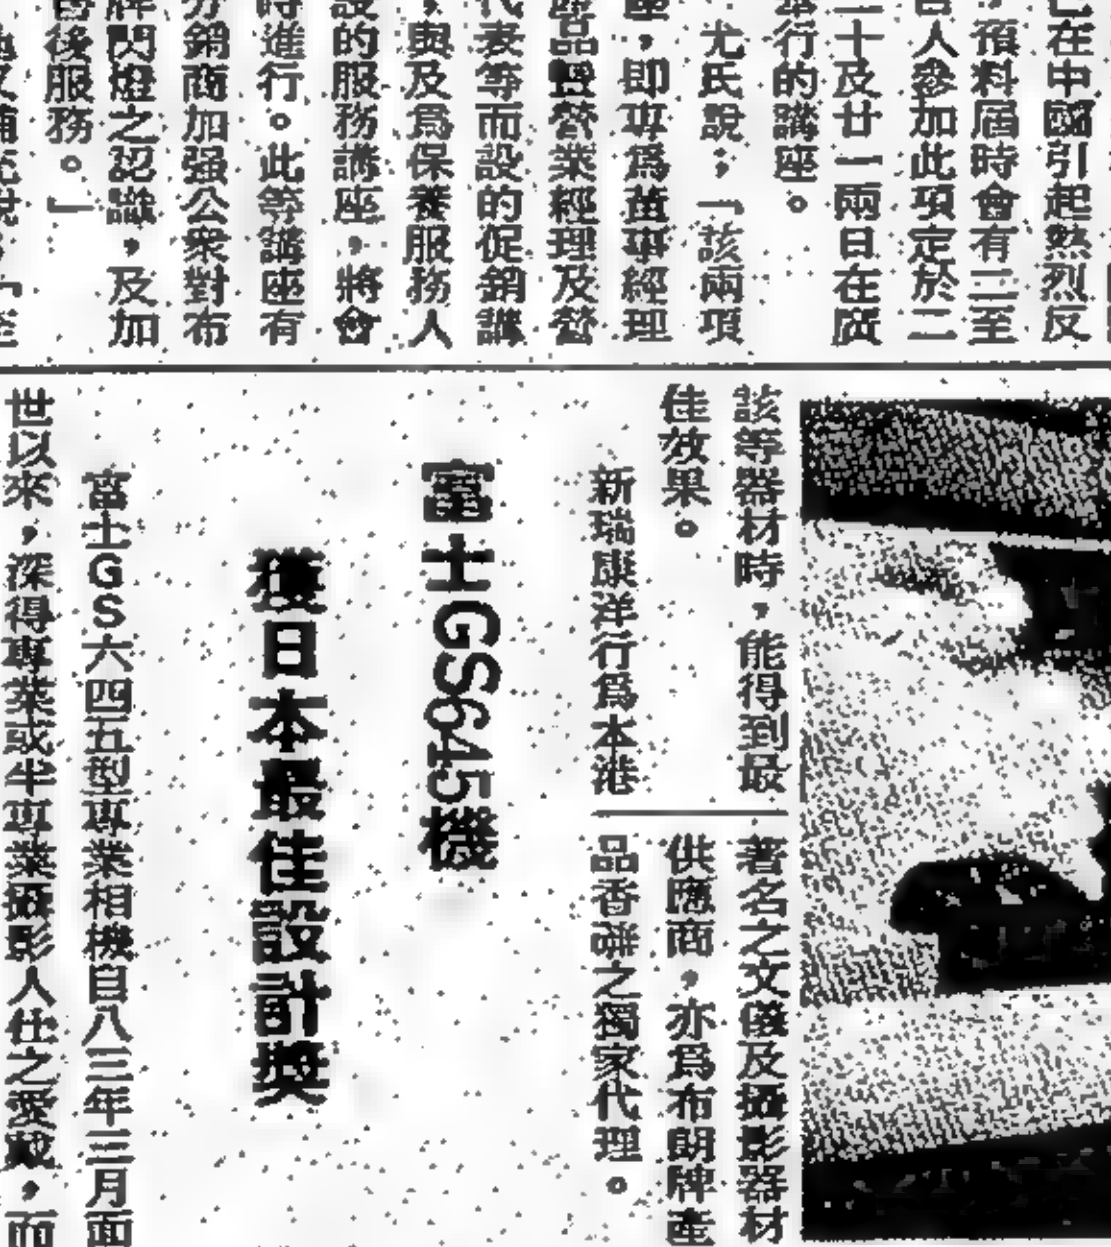 已在中國引起熱烈反
，預料屆時會有二至
百人參加此項定於二
二十及廿一兩日在廣
舉行的講座。
尤氏說：「該兩項
座，即專爲董事經理
產品暨營業經理及營
代表等而設的促銷講
，與及爲保養服務人
設的服務講座，將會
時進行。此等講座有
分銷商加强公衆對布
牌閃燈之認識，及加
售後服務。」
該等器材時，能得到最
佳效果。
新瑞康洋行爲本港
著名之文儀及攝影器材
供應商，亦爲布朗牌產
品香港之獨家代理。
富士GS645機
獲日本最佳設計獎
富士GS六四五型專業相機自八三年三月面
世以來，深得專業或半專業攝影人仕之愛戴，而